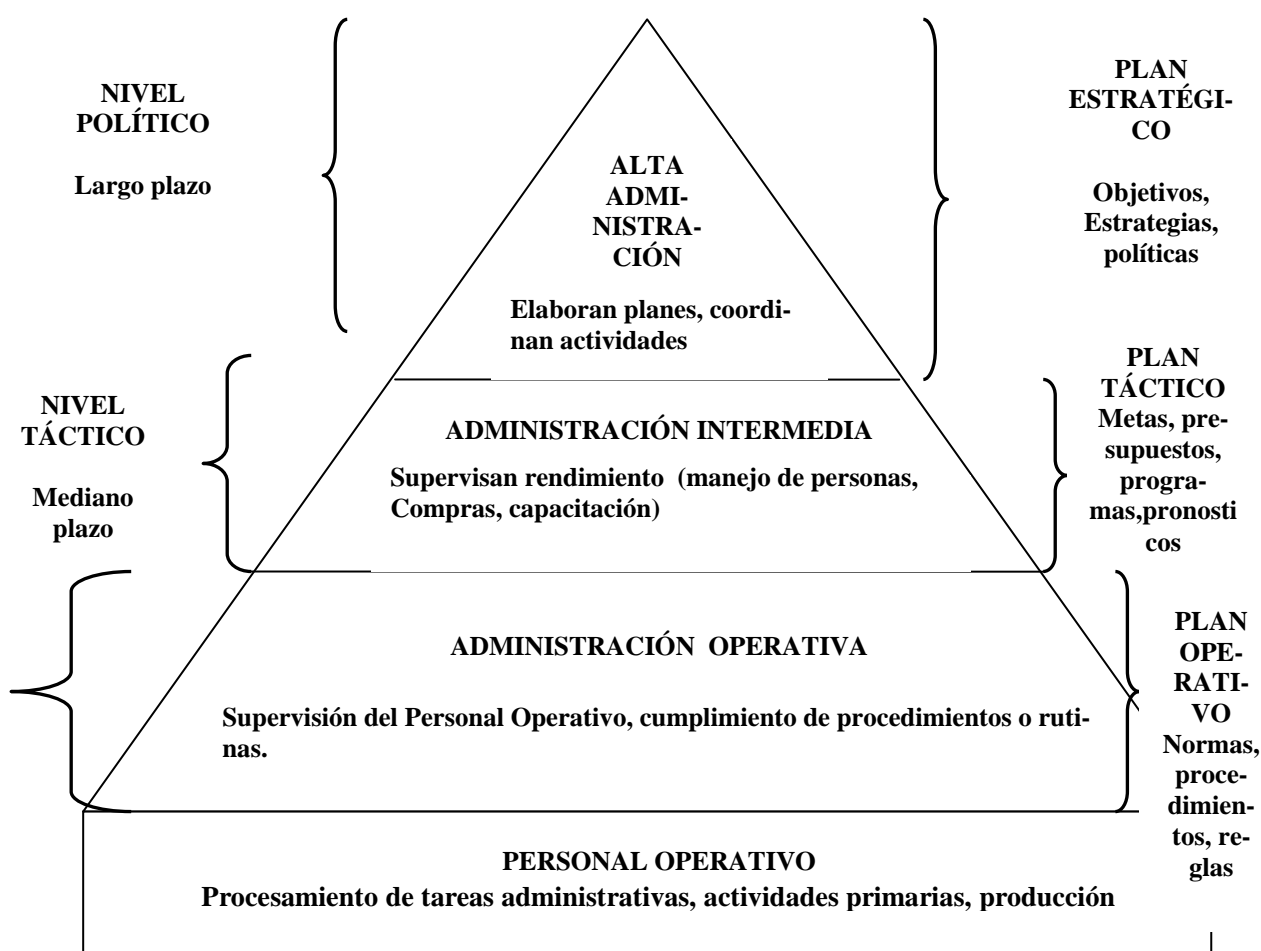 NIVEL
POLÍTICO
Largo plazo
PLAN
ESTRATÉGI-
CO
Objetivos,
Estrategias,
políticas
ALTA
ADMI-
NISTRA-
CIÓN
Elaboran planes, coordi-
nan actividades
NIVEL
TÁCTICO
Mediano
plazo
ADMINISTRACIÓN INTERMEDIA
Supervisan rendimiento (manejo de personas,
Compras, capacitación)
PLAN
TÁCTICO
Metas, pre-
supuestos,
progra-
mas,pronosti
cos
ADMINISTRACIÓN OPERATIVA
Supervisión del Personal Operativo, cumplimiento de procedimientos o ruti-
nas.
PLAN
OPE-
RATI-
VO
Normas,
proce-
dimien-
tos, re-
glas
PERSONAL OPERATIVO
Procesamiento de tareas administrativas, actividades primarias, producción